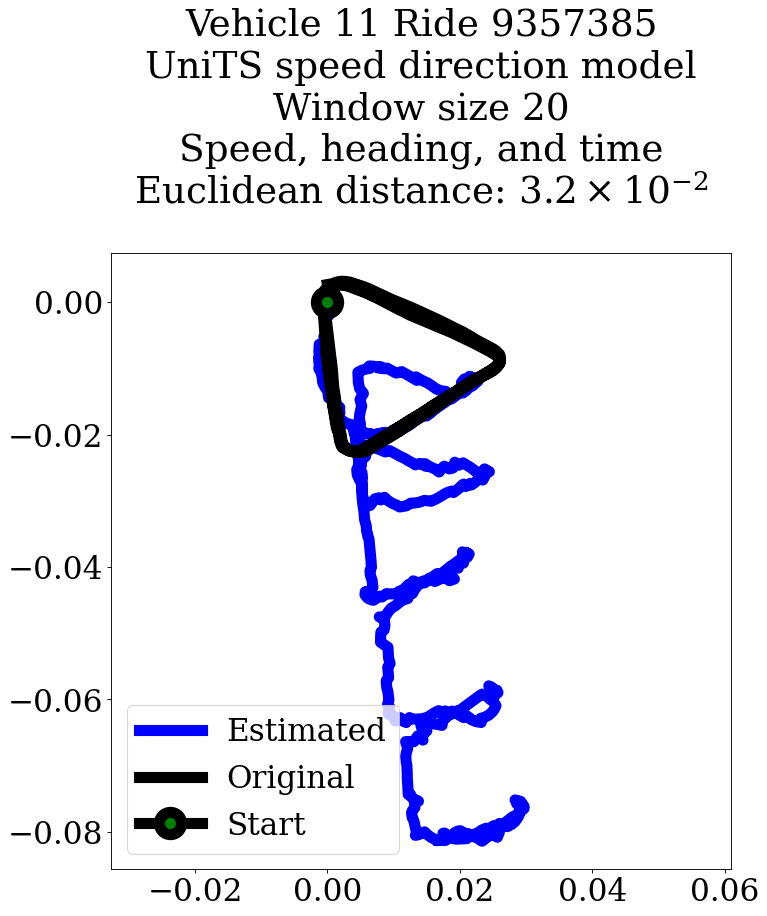 Vehicle 11 Ride 9357385
UniTS speed direction model
Window size 20
Speed, heading, and time
Euclidean distance: 3.2 × 10⁻²
0.00
−0.02
−0.04
−0.06
−0.08
Estimated
Original
Start
−0.02 0.00 0.02 0.04 0.06